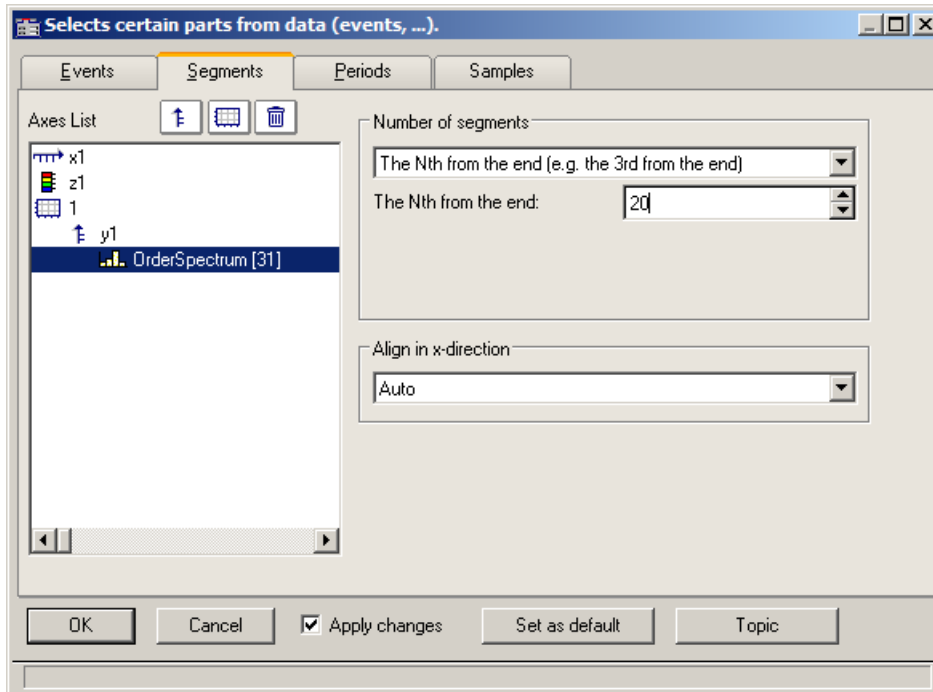 Selects certain parts from data (events, ...).
Events Segments Periods Samples
Axes List
Number of segments
x1
The Nth from the end (e.g. the 3rd from the end)
z1
1
The Nth from the end: 20
y1
OrderSpectrum [31]
Align in x-direction
Auto
OK Cancel Apply changes Set as default Topic